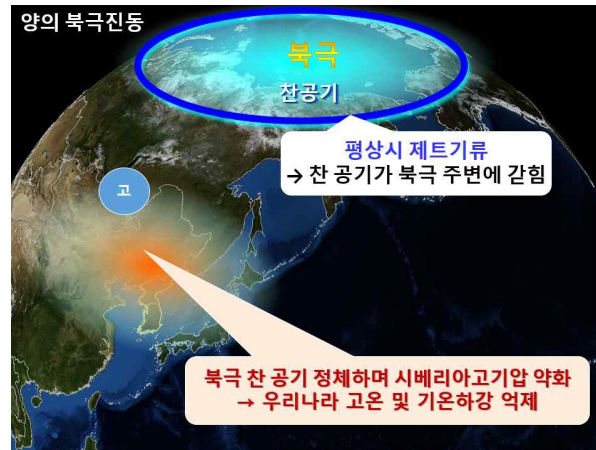 양의 북극진동
북극
찬공기
평상시 제트기류
→ 찬 공기가 북극 주변에 갇힘
고
북극 찬 공기 정체하며 시베리아고기압 약화
→ 우리나라 고온 및 기온하강 억제